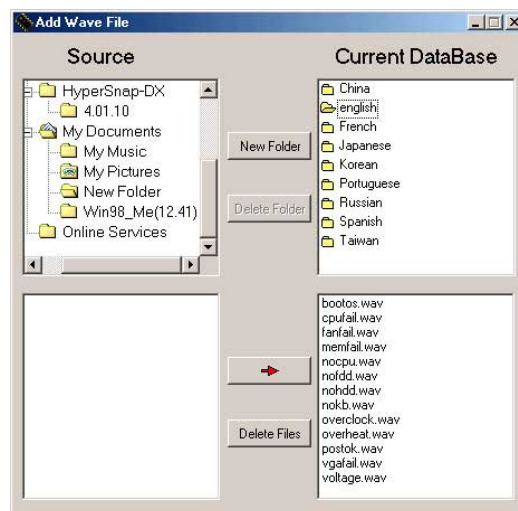 Add Wave File
Source
Current DataBase
HyperSnap-DX
4.01.10
My Documents
My Music
My Pictures
New Folder
Win98_Me(12.41)
Online Services
New Folder
Delete Folder
China
english
French
Japanese
Korean
Portuguese
Russian
Spanish
Taiwan
Delete Files
bootos.wav
cpufail.wav
fanfail.wav
memfail.wav
nocpu.wav
nofdd.wav
nohdd.wav
nokb.wav
overclock.wav
overheat.wav
postok.wav
vgafail.wav
voltage.wav